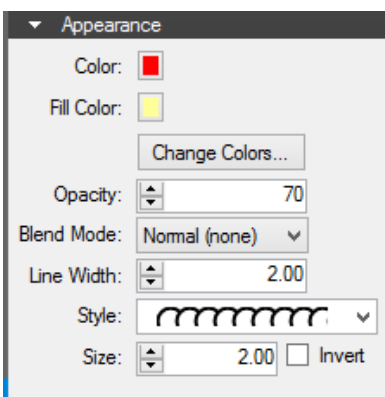 Appearance
Color:
Fill Color:
Change Colors...
Opacity: 70
Blend Mode: Normal (none)
Line Width: 2.00
Style:
Size: 2.00 Invert